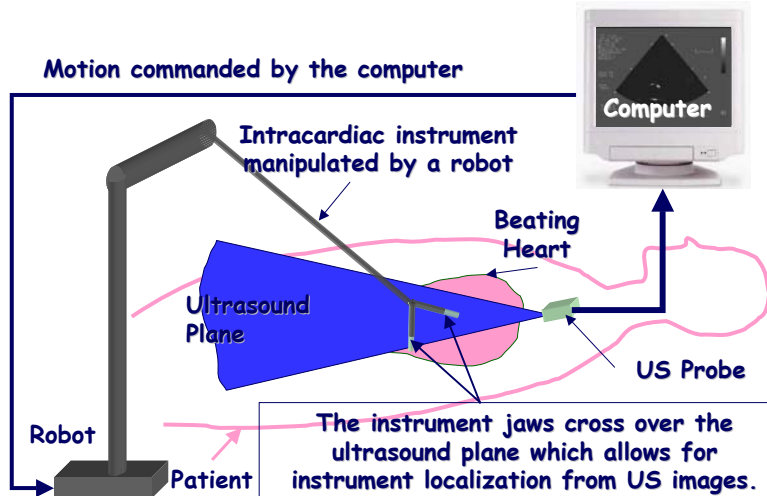 Motion commanded by the computer
Computer
Intracardiac instrument
manipulated by a robot
Beating
Heart
Ultrasound
Plane
US Probe
Robot
Patient
The instrument jaws cross over the
ultrasound plane which allows for
instrument localization from US images.